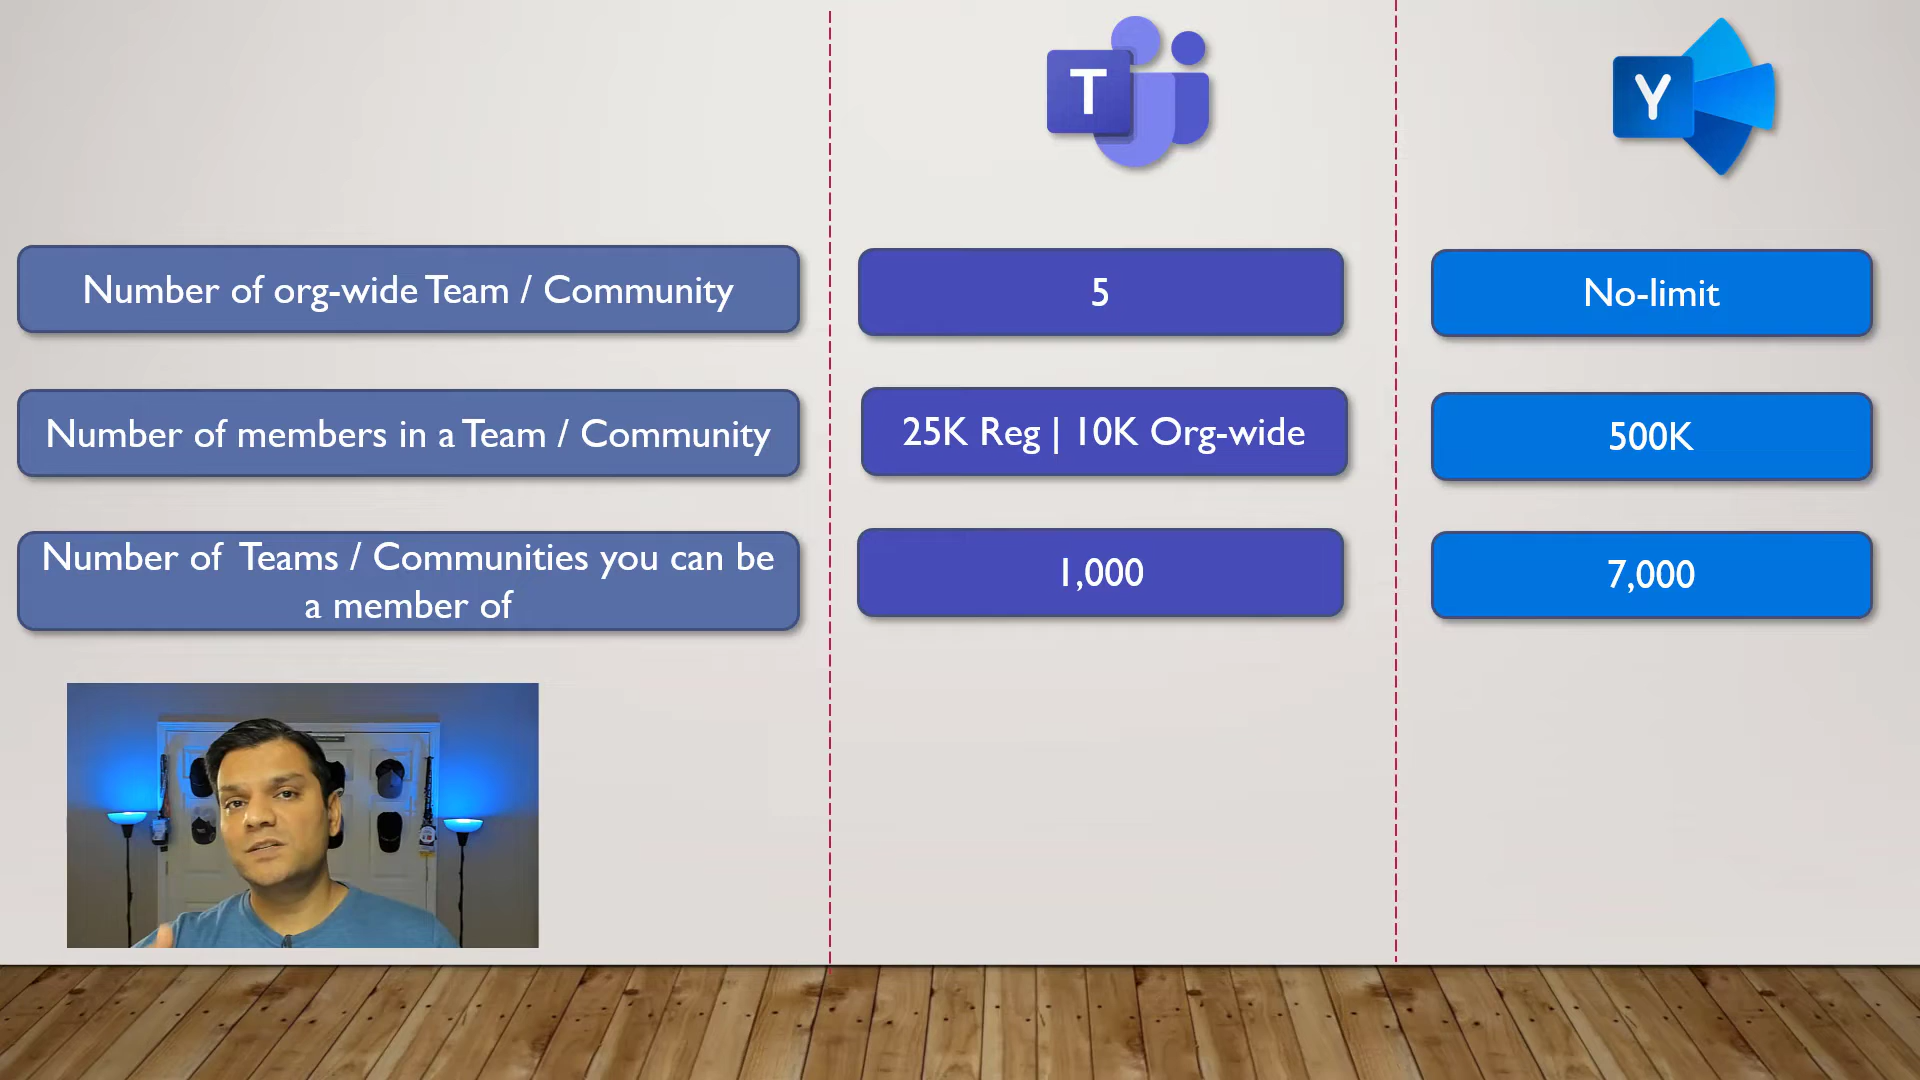 T
Y
Number of org-wide Team / Community
5
No-limit
Number of members in a Team / Community
25K Reg | 10K Org-wide
500K
Number of Teams / Communities you can be
a member of
1,000
7,000